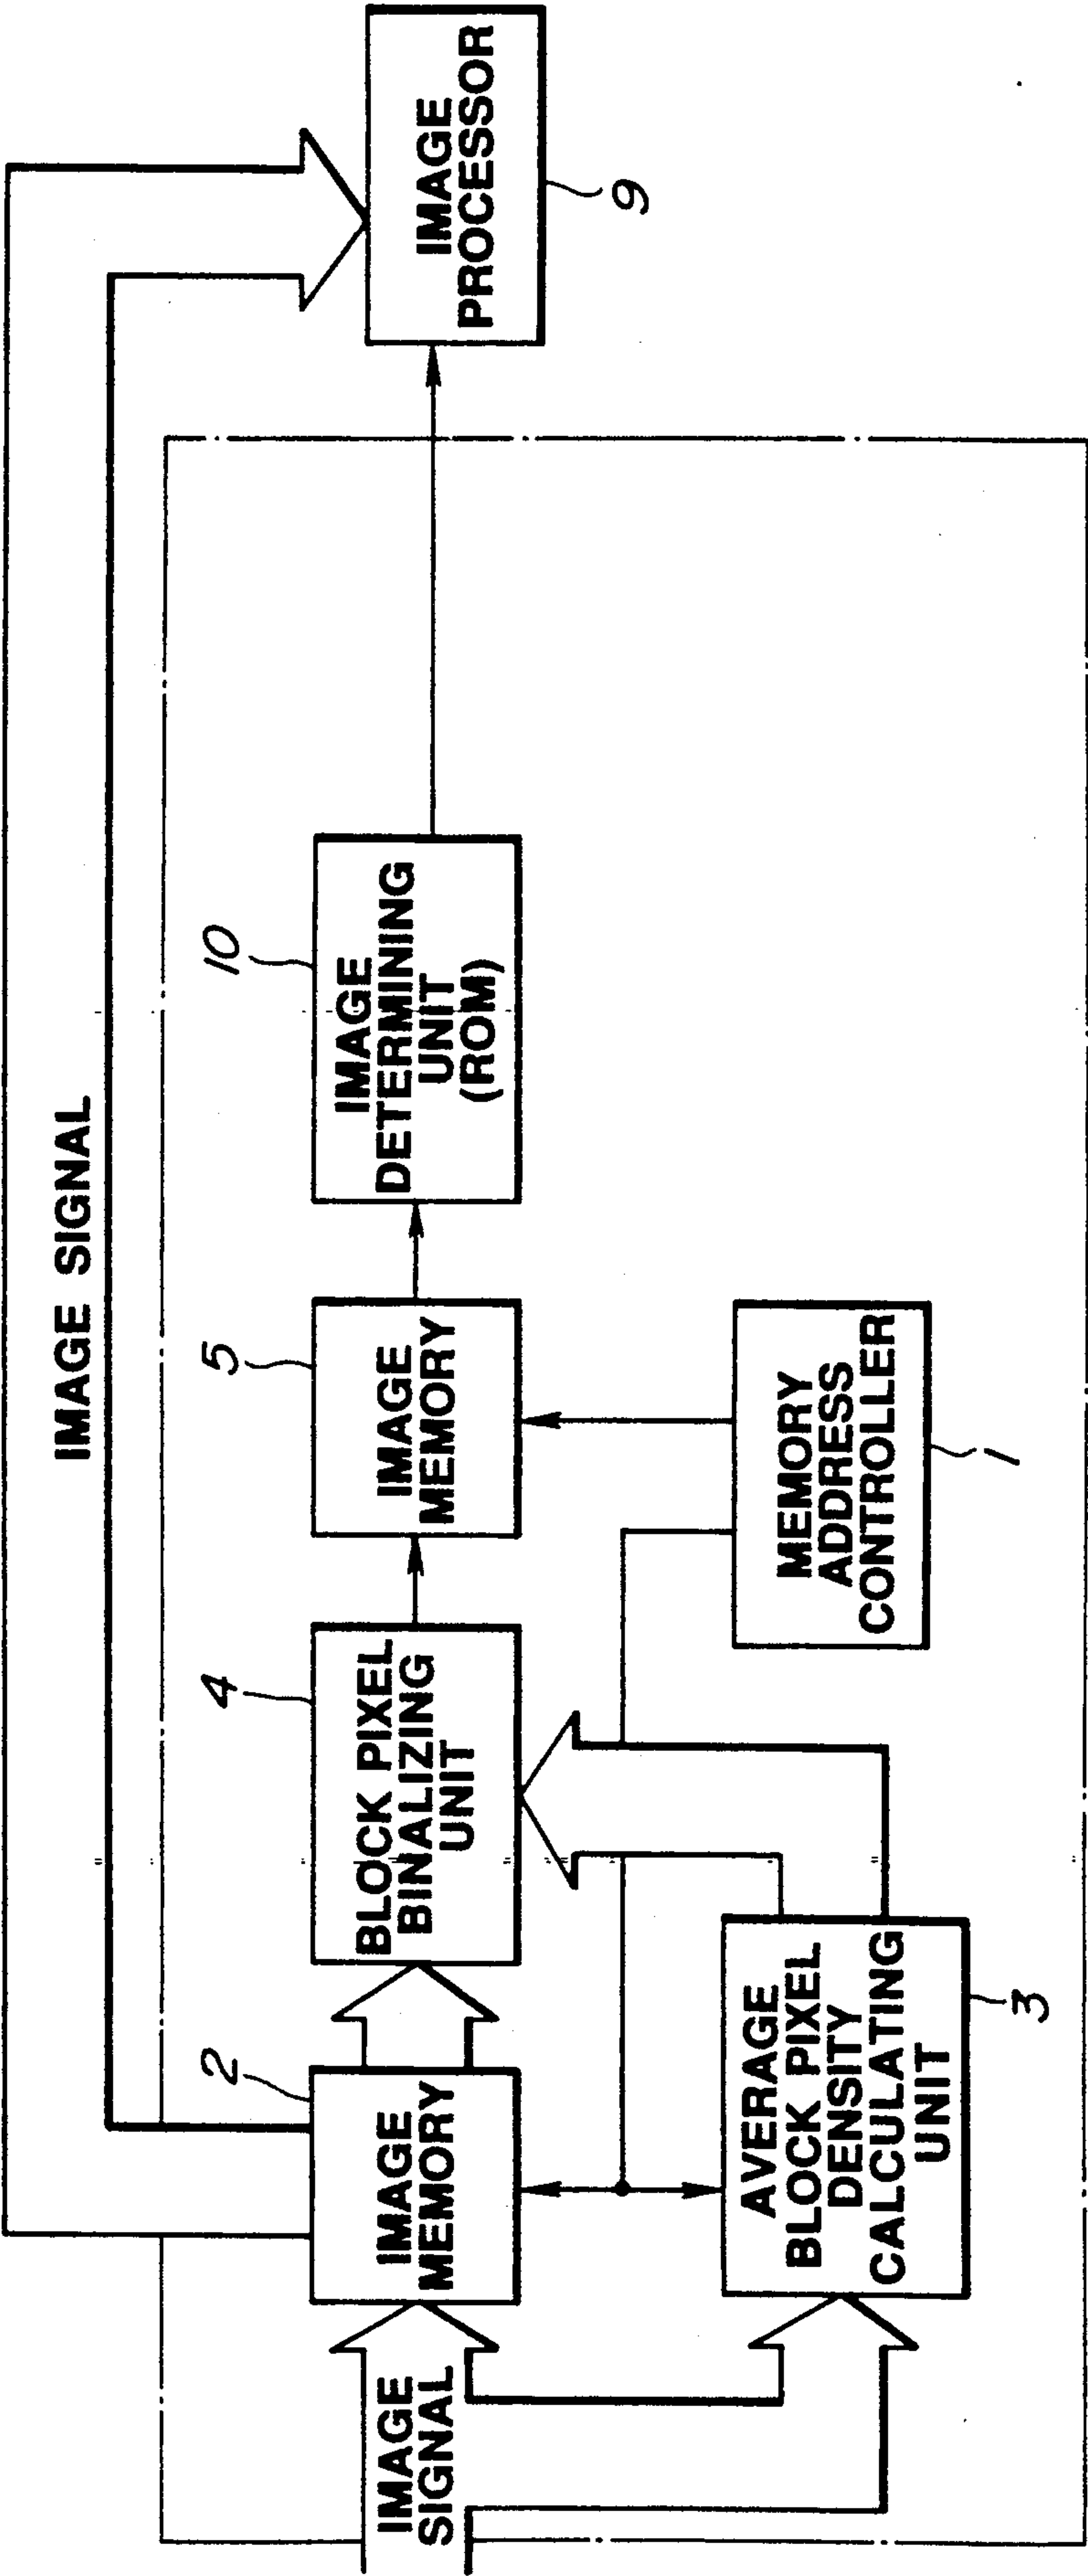 IMAGE SIGNAL
IMAGE
SIGNAL
2
IMAGE
MEMORY
4
BLOCK PIXEL
BINALIZING
UNIT
5
IMAGE
MEMORY
10
IMAGE
DETERMINING
UNIT
(ROM)
IMAGE
PROCESSOR
9
AVERAGE
BLOCK PIXEL
DENSITY
CALCULATING
UNIT
3
MEMORY
ADDRESS
CONTROLLER
1